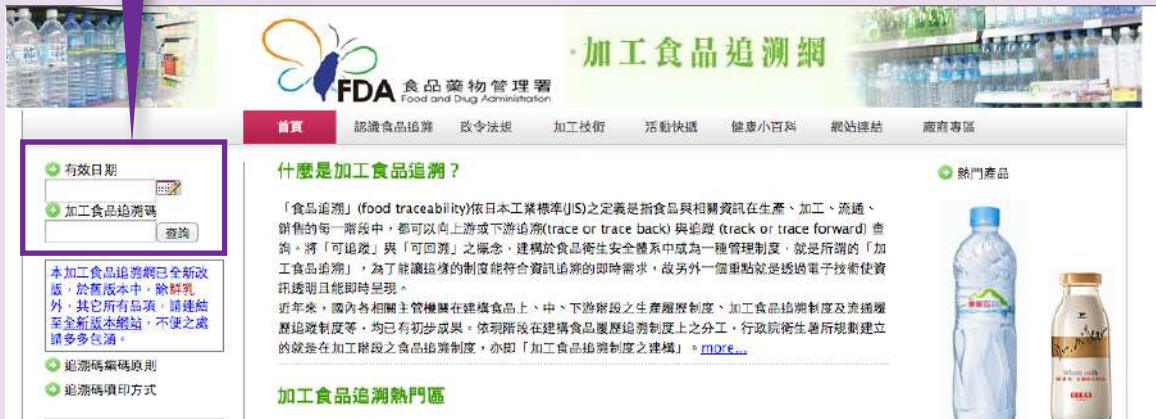 加工食品追溯網
FDA 食品藥物管理署
Food and Drug Administration
首頁 認識食品追溯 政令法規 加工技術 活動快遞 健康小百科 網站連結 廠商專區
有效日期
加工食品追溯碼
查詢
本加工食品追溯網已全新改
版，於舊版本中，除鮮乳
外，其它所有品項，請連結
至全新版本網站，不便之處
請多多包涵。
追溯碼編碼原則
追溯碼噴印方式
什麼是加工食品追溯？
「食品追溯」(food traceability)依日本工業標準(JIS)之定義是指食品與相關資訊在生產、加工、流通、
銷售的每一階段中，都可以向上游或下游追溯(trace or trace back) 與追蹤 (track or trace forward) 查
詢。將「可追蹤」與「可回溯」之概念，建構於食品衛生安全體系中成為一種管理制度，就是所謂的「加
工食品追溯」，為了能讓這樣的制度能符合資訊追溯的即時需求，故另外一個重點就是透過電子技術使資
訊透明且能即時呈現。
近年來，國內各相關主管機關在建構食品上、中、下游階段之生產履歷制度、加工食品追溯制度及流通履
歷追蹤制度等，均已有初步成果。依現階段在建構食品履歷追溯制度上之分工，行政院衛生署所規劃建立
的就是在加工階段之食品追溯制度，亦即「加工食品追溯制度之建構」。more...
加工食品追溯熱門區
熱門產品
Dr. Milker
Whole milk